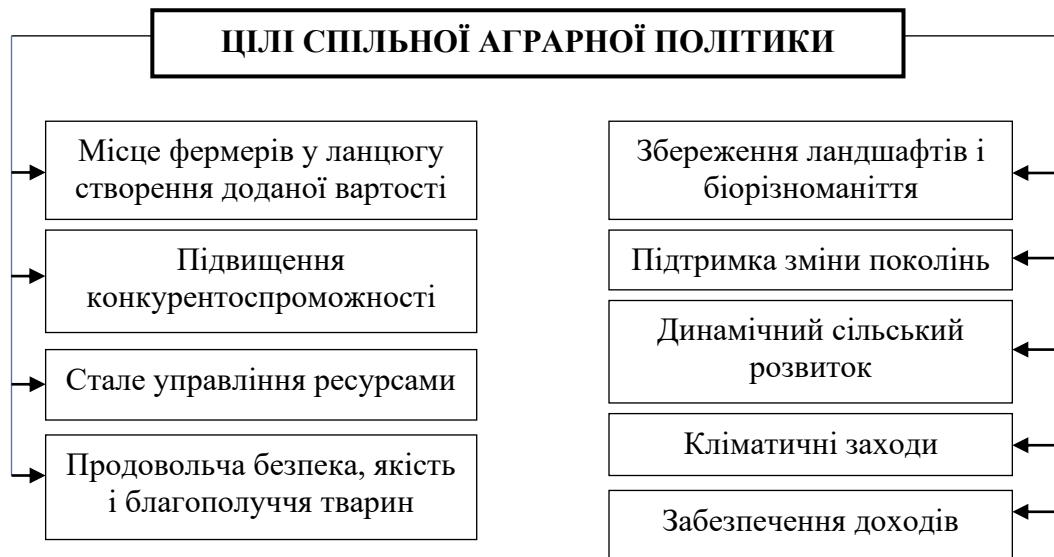 ЦІЛІ СПІЛЬНОЇ АГРАРНОЇ ПОЛІТИКИ
Місце фермерів у ланцюгу
створення доданої вартості
Підвищення
конкурентоспроможності
Стале управління ресурсами
Продовольча безпека, якість
і благополуччя тварин
Збереження ландшафтів і
біорізноманіття
Підтримка зміни поколінь
Динамічний сільський
розвиток
Кліматичні заходи
Забезпечення доходів